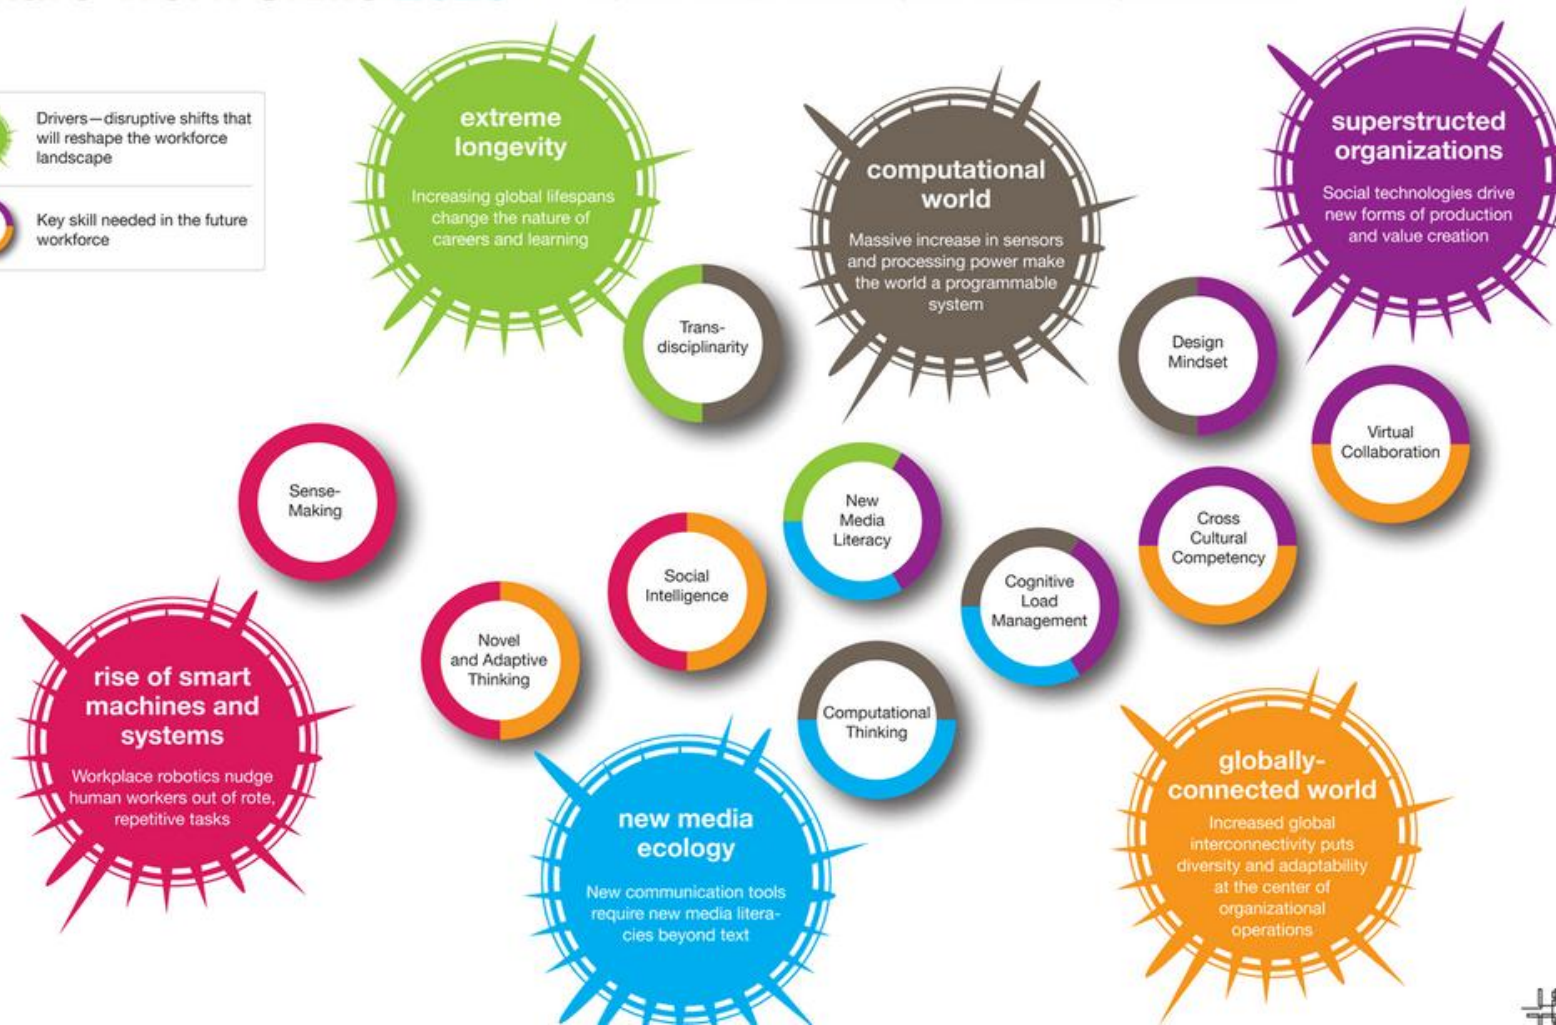 Drivers—disruptive shifts that
will reshape the workforce
landscape
Key skill needed in the future
workforce
extreme
longevity
Increasing global lifespans
change the nature of
careers and learning
computational
world
Massive increase in sensors
and processing power make
the world a programmable
system
superstructed
organizations
Social technologies drive
new forms of production
and value creation
Trans-
disciplinarity
Design
Mindset
Virtual
Collaboration
Sense-
Making
New
Media
Literacy
Cross
Cultural
Competency
Social
Intelligence
Cognitive
Load
Management
Novel
and Adaptive
Thinking
Computational
Thinking
rise of smart
machines and
systems
Workplace robotics nudge
human workers out of rote,
repetitive tasks
new media
ecology
New communication tools
require new media litera-
cies beyond text
globally-
connected world
Increased global
interconnectivity puts
diversity and adaptability
at the center of
organizational
operations